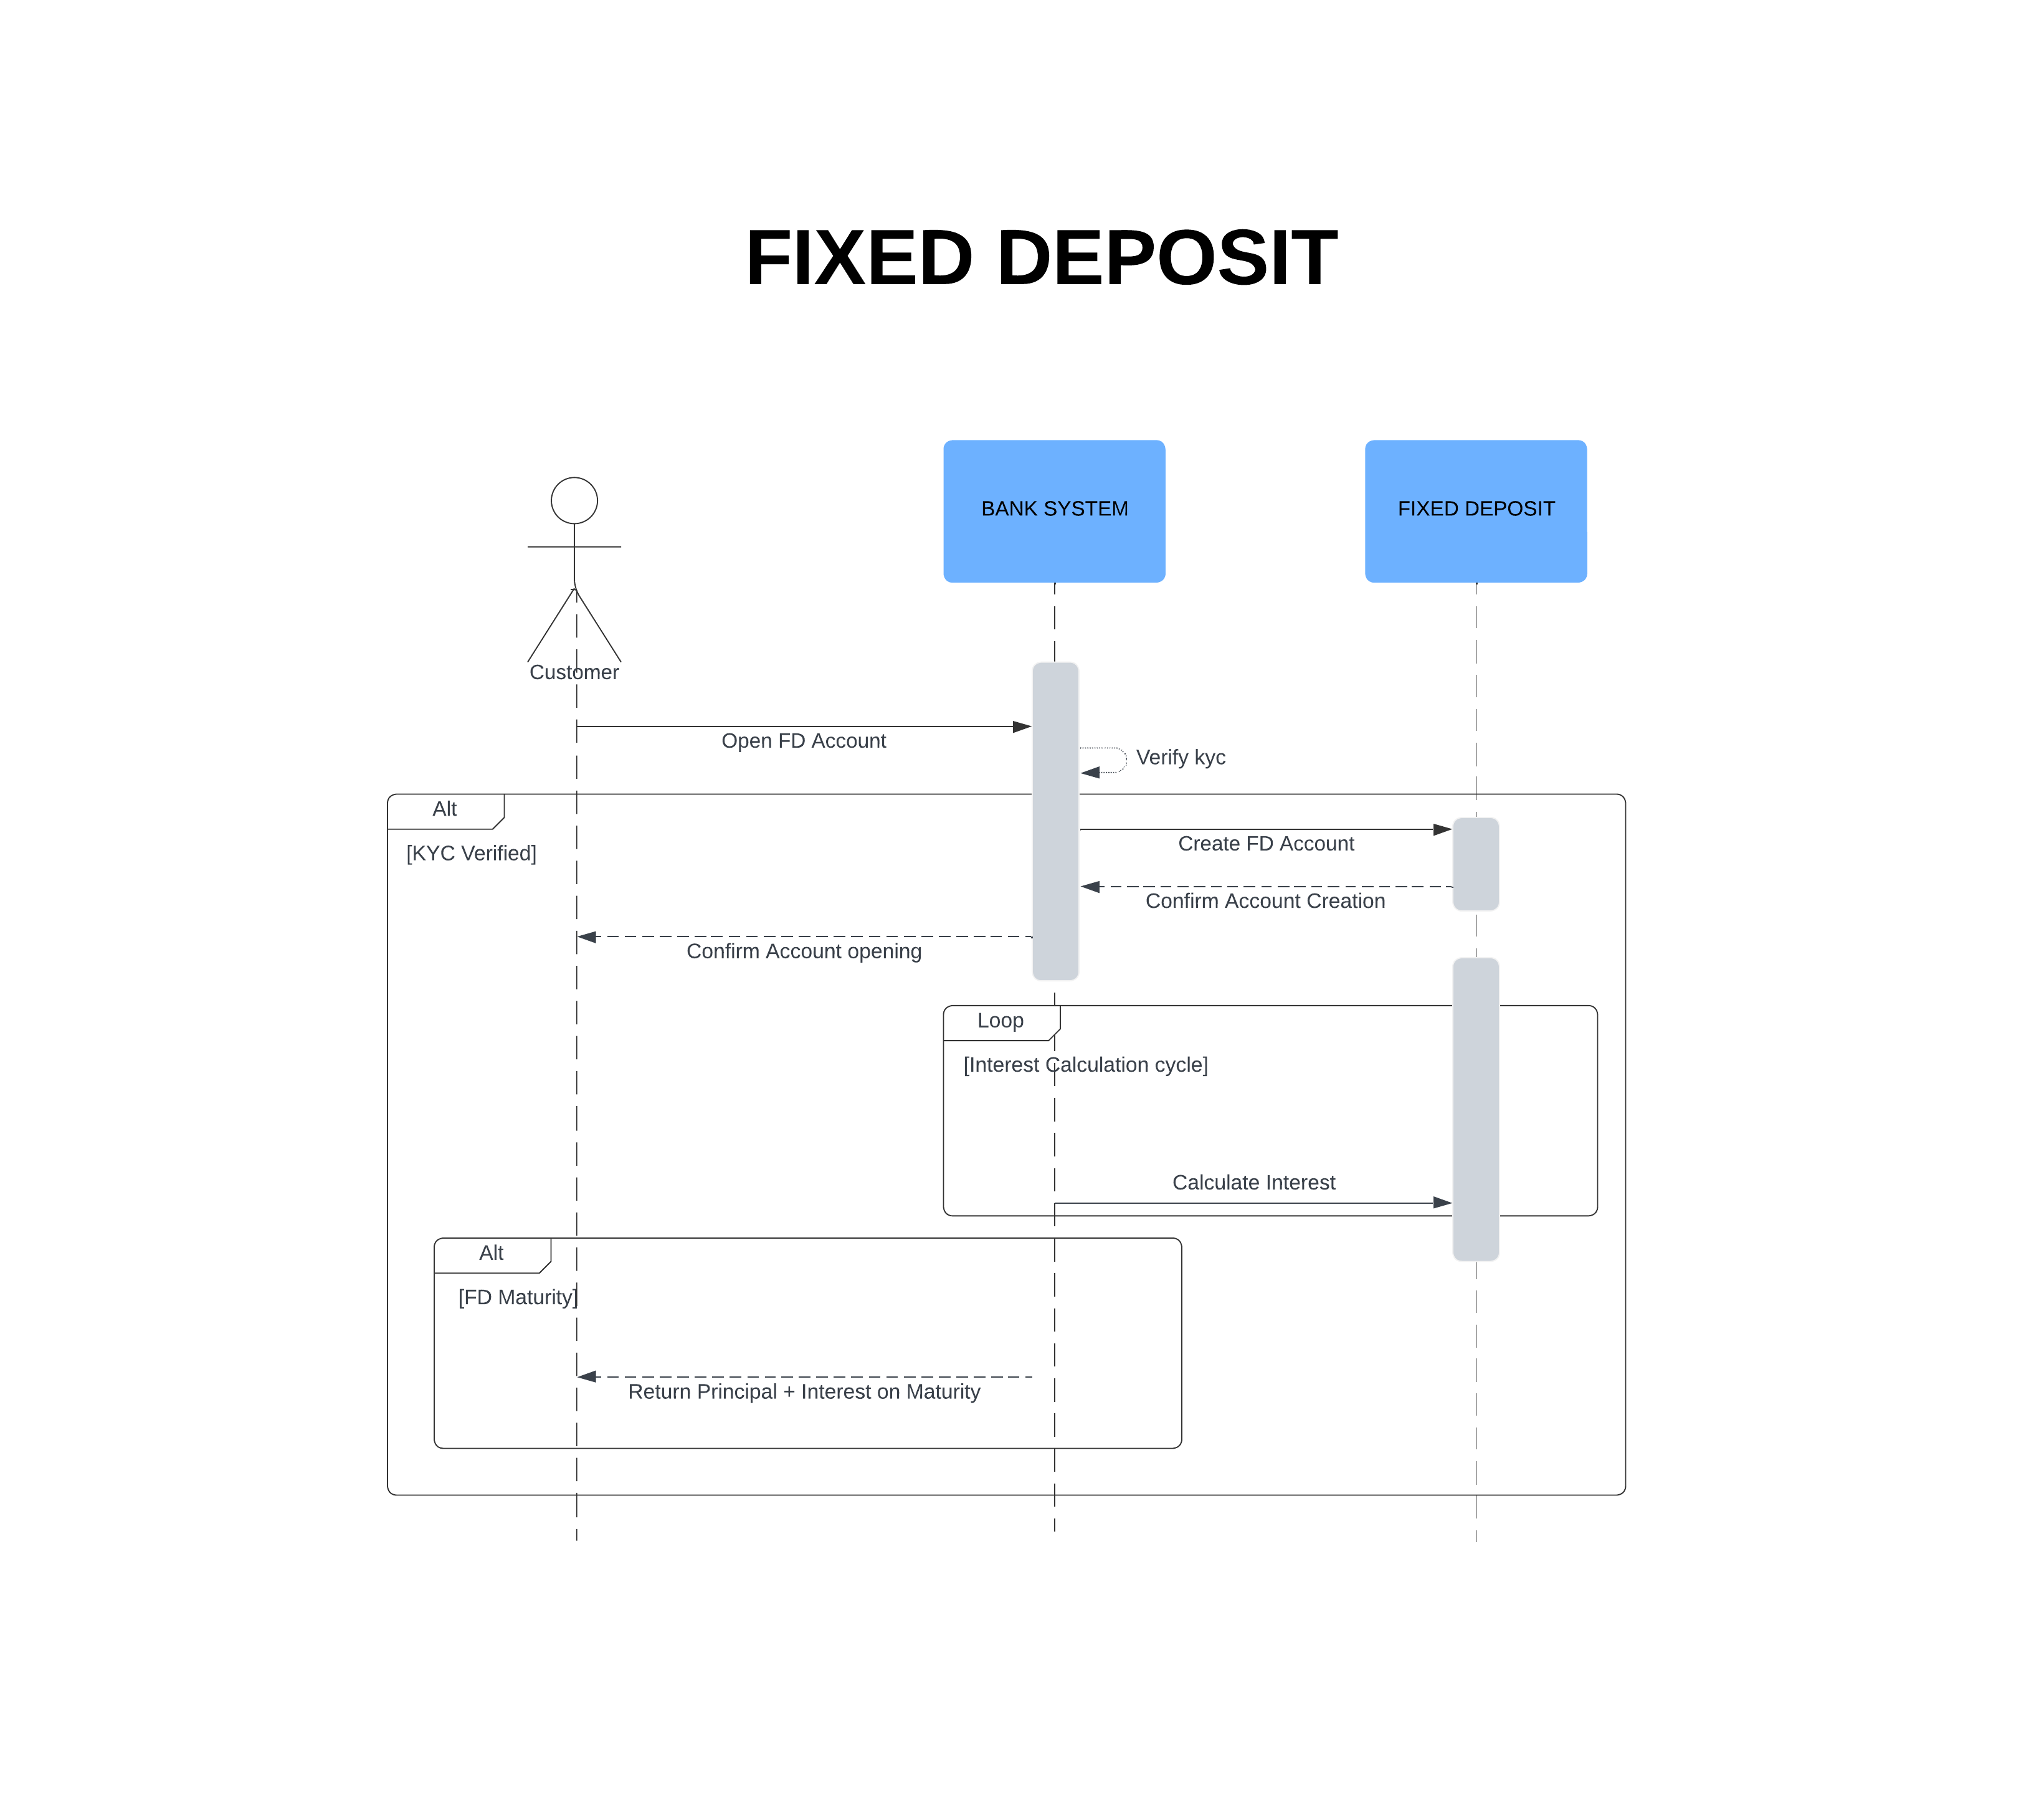 FIXED DEPOSIT
BANK SYSTEM
FIXED DEPOSIT
Customer
Open FD Account
Verify kyc
Alt
[KYC Verified]
Create FD Account
Confirm Account Creation
Confirm Account opening
Loop
[Interest Calculation cycle]
Calculate Interest
Alt
[FD Maturity]
Return Principal + Interest on Maturity